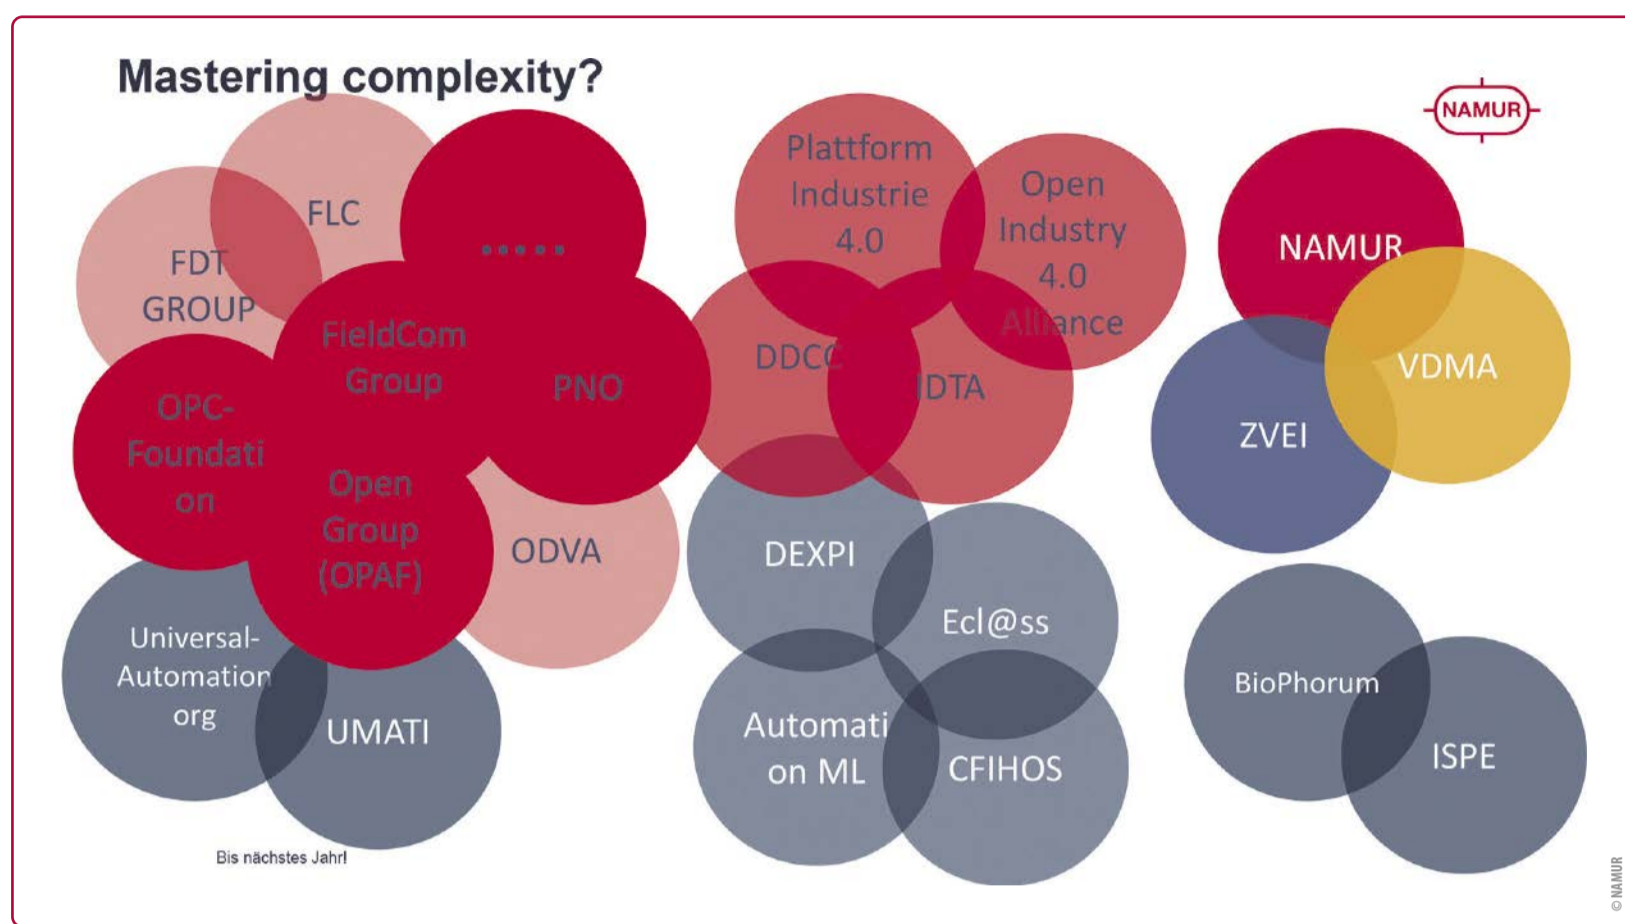 Mastering complexity?
NAMUR
FLC
FDT
GROUP
.....
FieldCom
Group
PNO
OPC-
Foundati
on
Open
Group
(OPAF)
ODVA
Universal-
Automation
org
UMATI
Plattform
Industrie
4.0
Open
Industry
4.0
Alliance
DDCC
IDTA
DEXPI
Ecl@ss
Automati
on ML
CFIHOS
NAMUR
VDMA
ZVEI
BioPhorum
ISPE
Bis nächstes Jahr!
© NAMUR